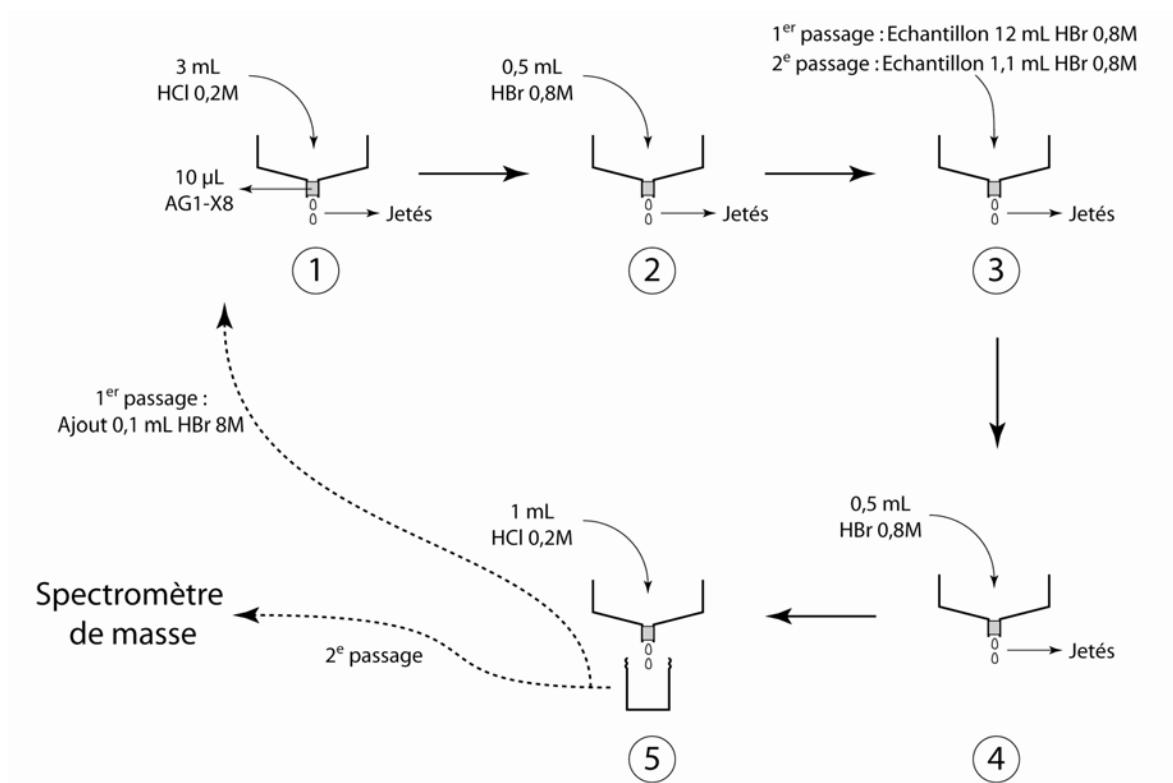 1er passage : Echantillon 12 mL HBr 0,8M
2e passage : Echantillon 1,1 mL HBr 0,8M
3 mL
HCl 0,2M
0,5 mL
HBr 0,8M
10 µL
AG1-X8
Jetés
Jetés
Jetés
1
2
3
1er passage :
Ajout 0,1 mL HBr 8M
1 mL
HCl 0,2M
0,5 mL
HBr 0,8M
Spectromètre
de masse
2e passage
Jetés
5
4